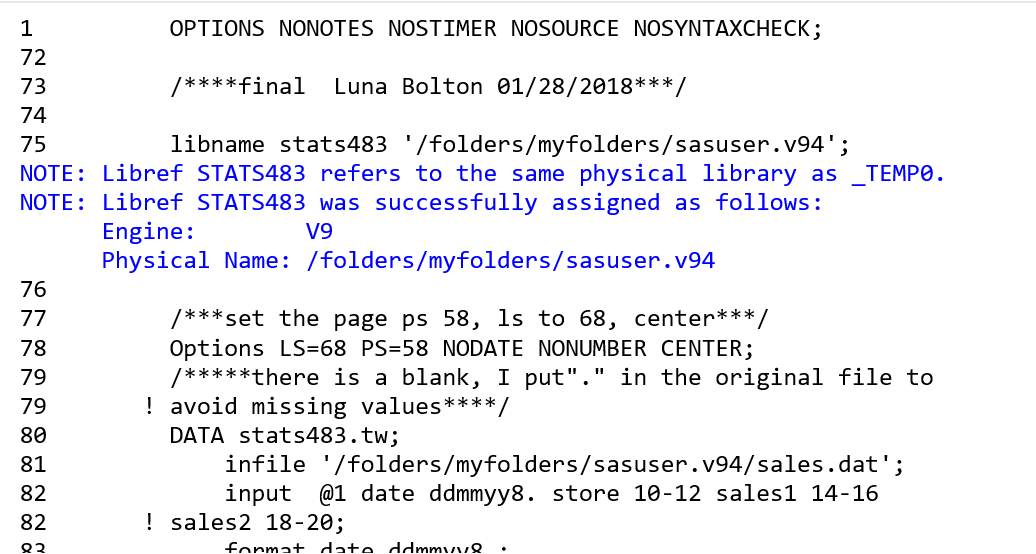 1          OPTIONS NONOTES NOSTIMER NOSOURCE NOSYNTAXCHECK;
72
73         /****final  Luna Bolton 01/28/2018***/
74
75         libname stats483 '/folders/myfolders/sasuser.v94';
NOTE: Libref STATS483 refers to the same physical library as _TEMP0.
NOTE: Libref STATS483 was successfully assigned as follows:
      Engine:        V9
      Physical Name: /folders/myfolders/sasuser.v94
76
77         /***set the page ps 58, ls to 68, center***/
78         Options LS=68 PS=58 NODATE NONUMBER CENTER;
79         /*****there is a blank, I put"." in the original file to
79       ! avoid missing values****/
80         DATA stats483.tw;
81             infile '/folders/myfolders/sasuser.v94/sales.dat';
82             input  @1 date ddmmyy8. store 10-12 sales1 14-16
82       ! sales2 18-20;
83             format date ddmmyy8.;